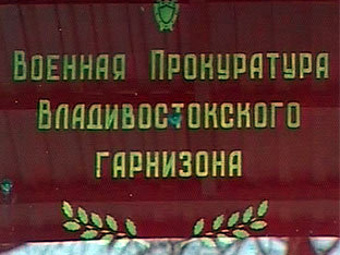 Военная Прокуратура
Владивостокского
гарнизона